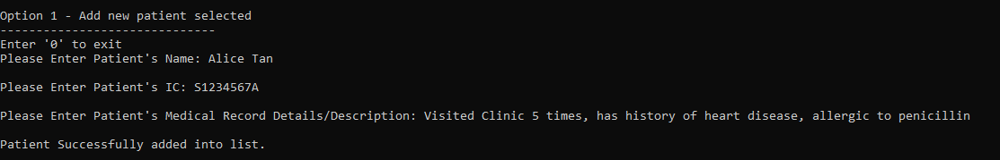 Option 1 - Add new patient selected
------------------------------
Enter '0' to exit
Please Enter Patient's Name: Alice Tan
Please Enter Patient's IC: S1234567A
Please Enter Patient's Medical Record Details/Description: Visited Clinic 5 times, has history of heart disease, allergic to penicillin
Patient Successfully added into list.